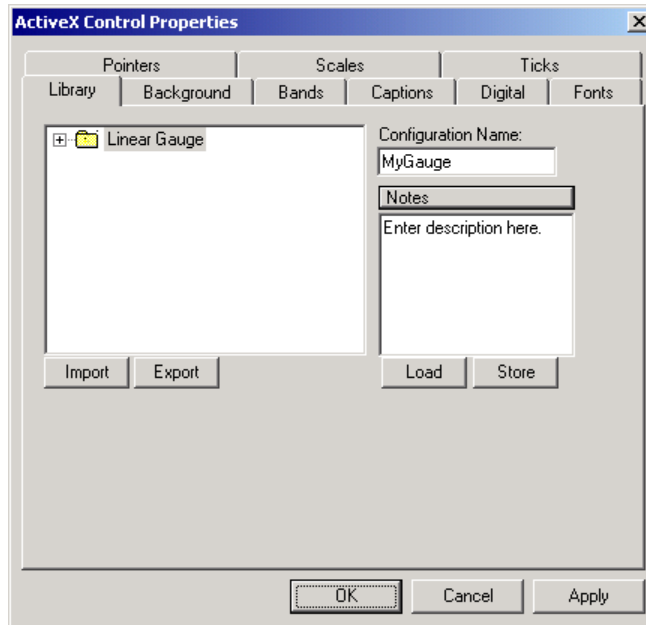 ActiveX Control Properties
Pointers Scales Ticks
Library Background Bands Captions Digital Fonts
Linear Gauge
Configuration Name:
MyGauge
Notes
Enter description here.
Import Export Load Store
OK Cancel Apply